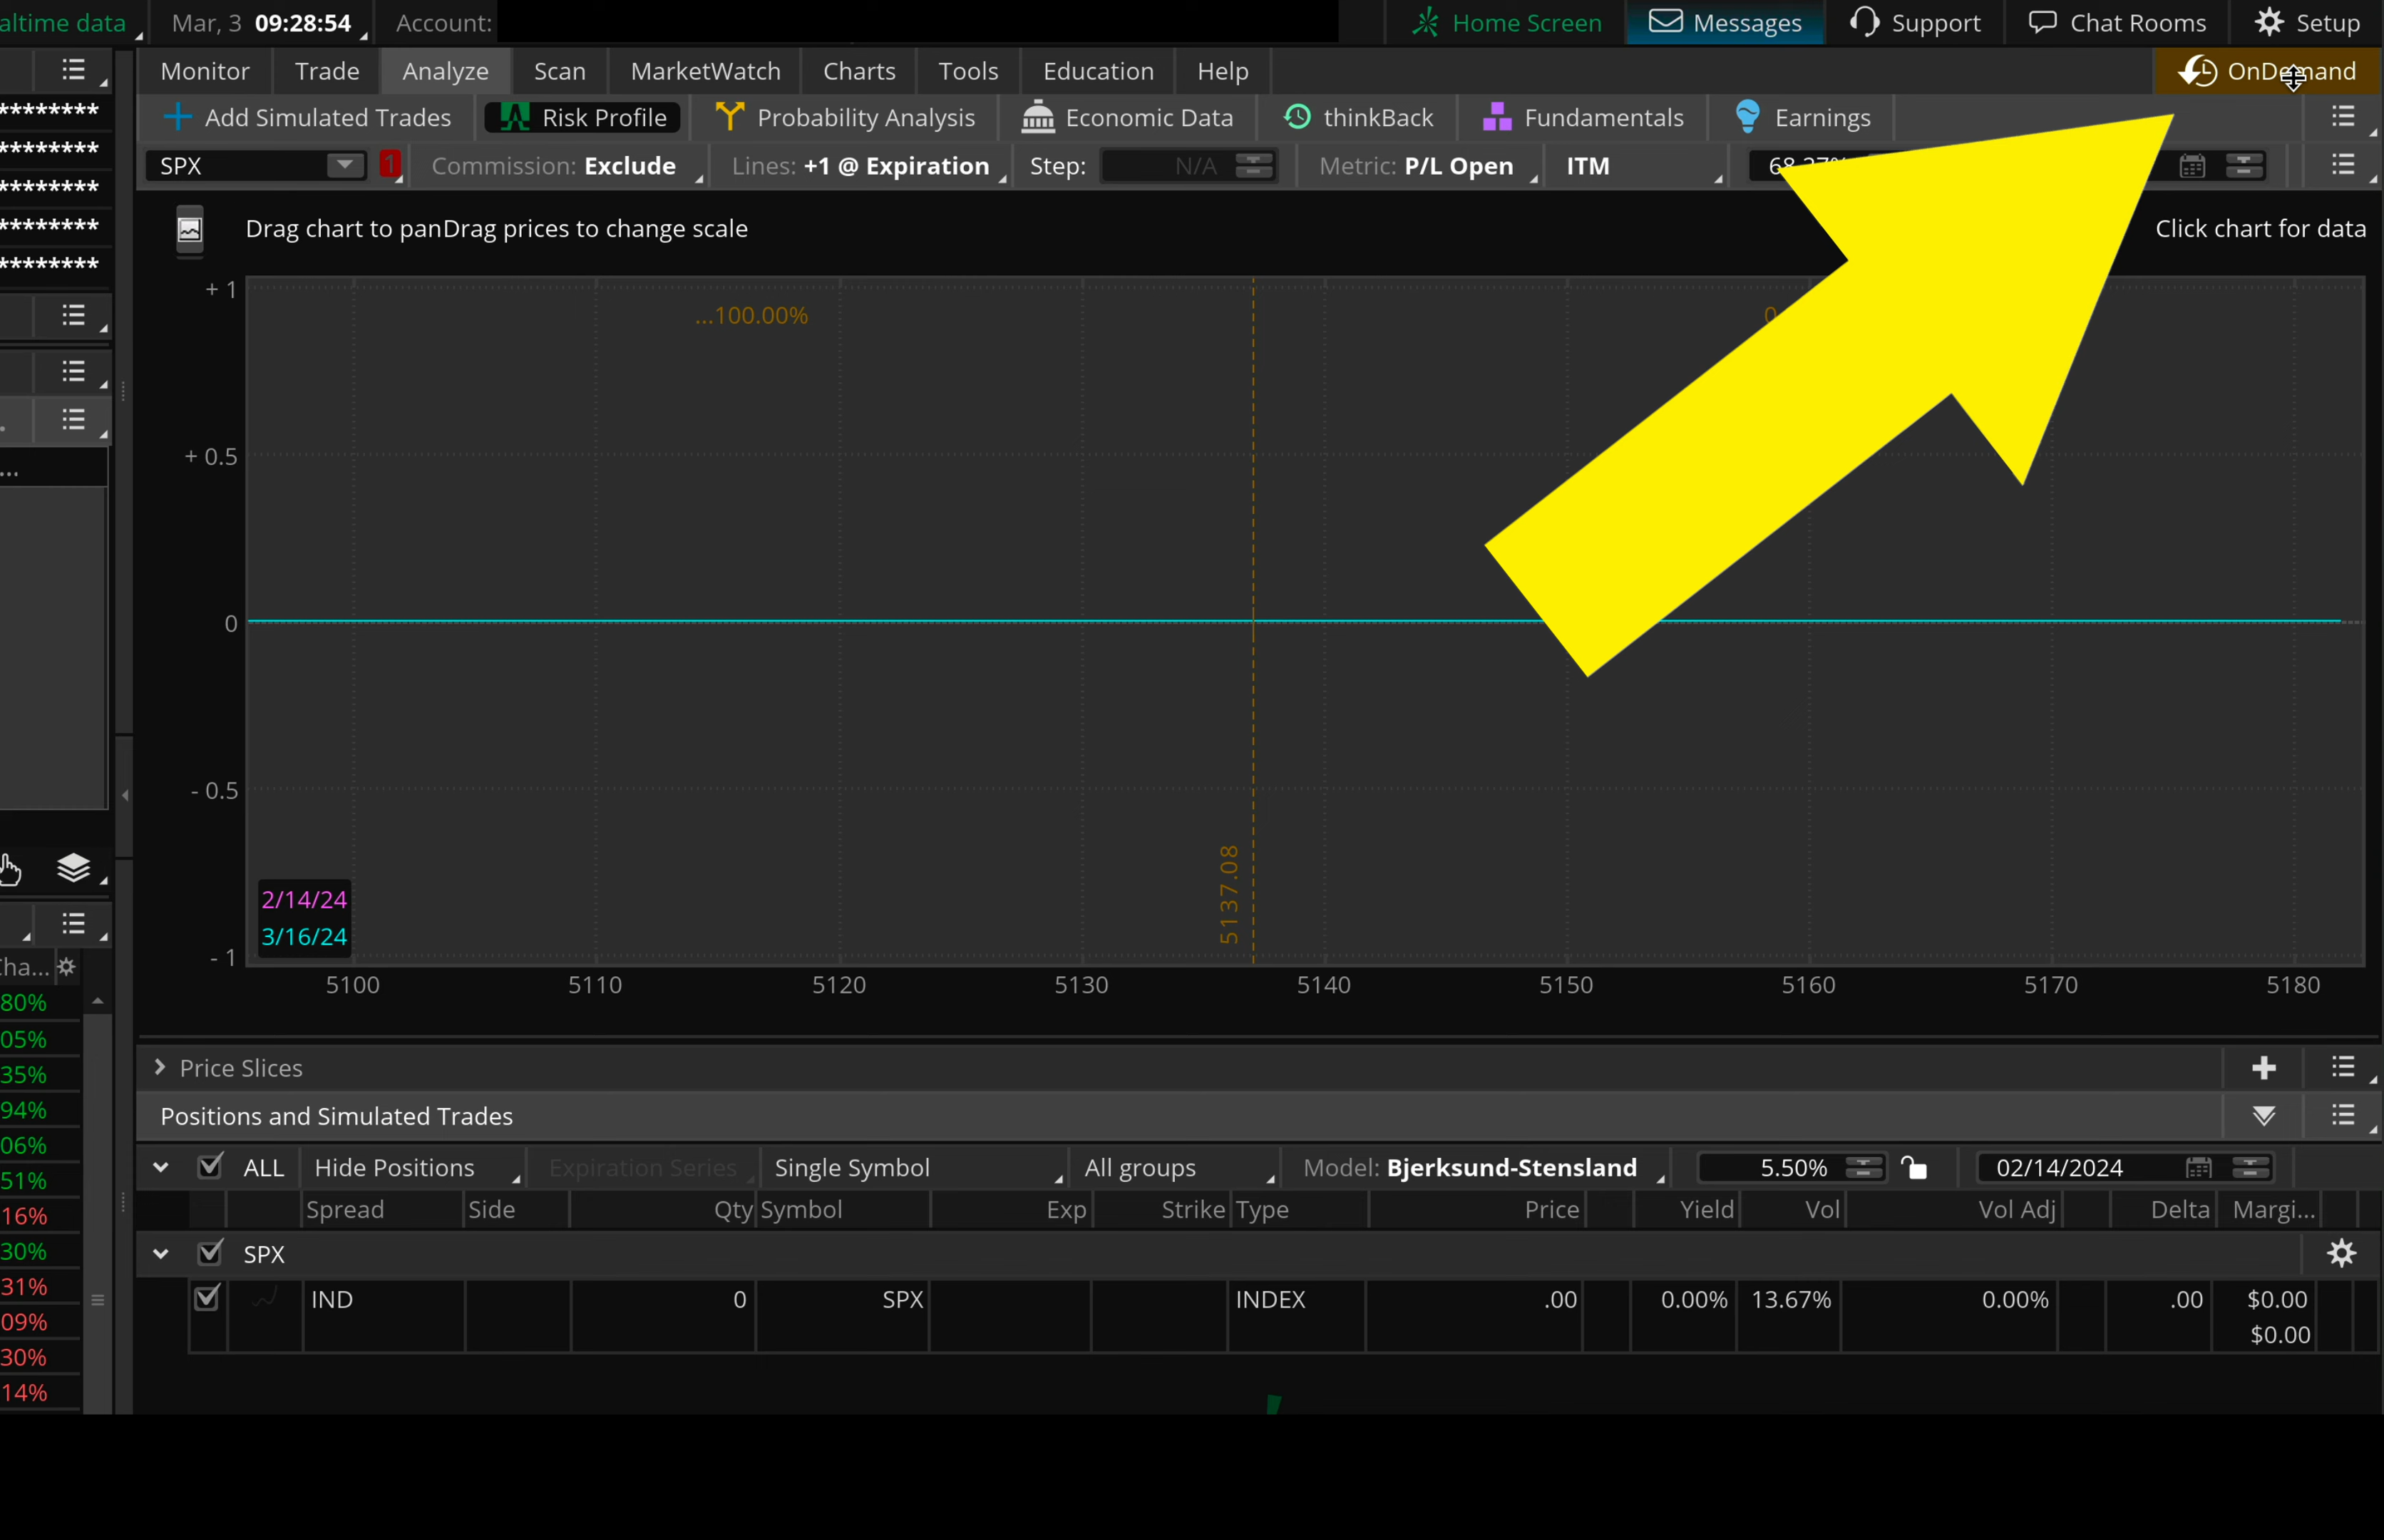 altime data Mar, 3 09:28:54 Account: Home Screen Messages Support Chat Rooms Setup
Monitor Trade Analyze Scan MarketWatch Charts Tools Education Help OnDemand
******** Add Simulated Trades Risk Profile Probability Analysis Economic Data thinkBack Fundamentals Earnings
********
SPX 1 Commission: Exclude Lines: +1 @ Expiration Step: N/A Metric: P/L Open ITM 68.27%
********
********
********
Drag chart to panDrag prices to change scale Click chart for data
+ 1
...100.00% 0
+ 0.5
...
0
- 0.5
5137.08
2/14/24
3/16/24
- 1
5100 5110 5120 5130 5140 5150 5160 5170 5180
Cha...
80%
05%
35%
94%
06%
51%
16%
30%
31%
09%
30%
14%
Price Slices
Positions and Simulated Trades
ALL Hide Positions Expiration Series Single Symbol All groups Model: Bjerksund-Stensland 5.50% 02/14/2024
Spread Side Qty Symbol Exp Strike Type Price Yield Vol Vol Adj Delta Margi...
SPX
IND 0 SPX INDEX .00 0.00% 13.67% 0.00% .00 $0.00
$0.00